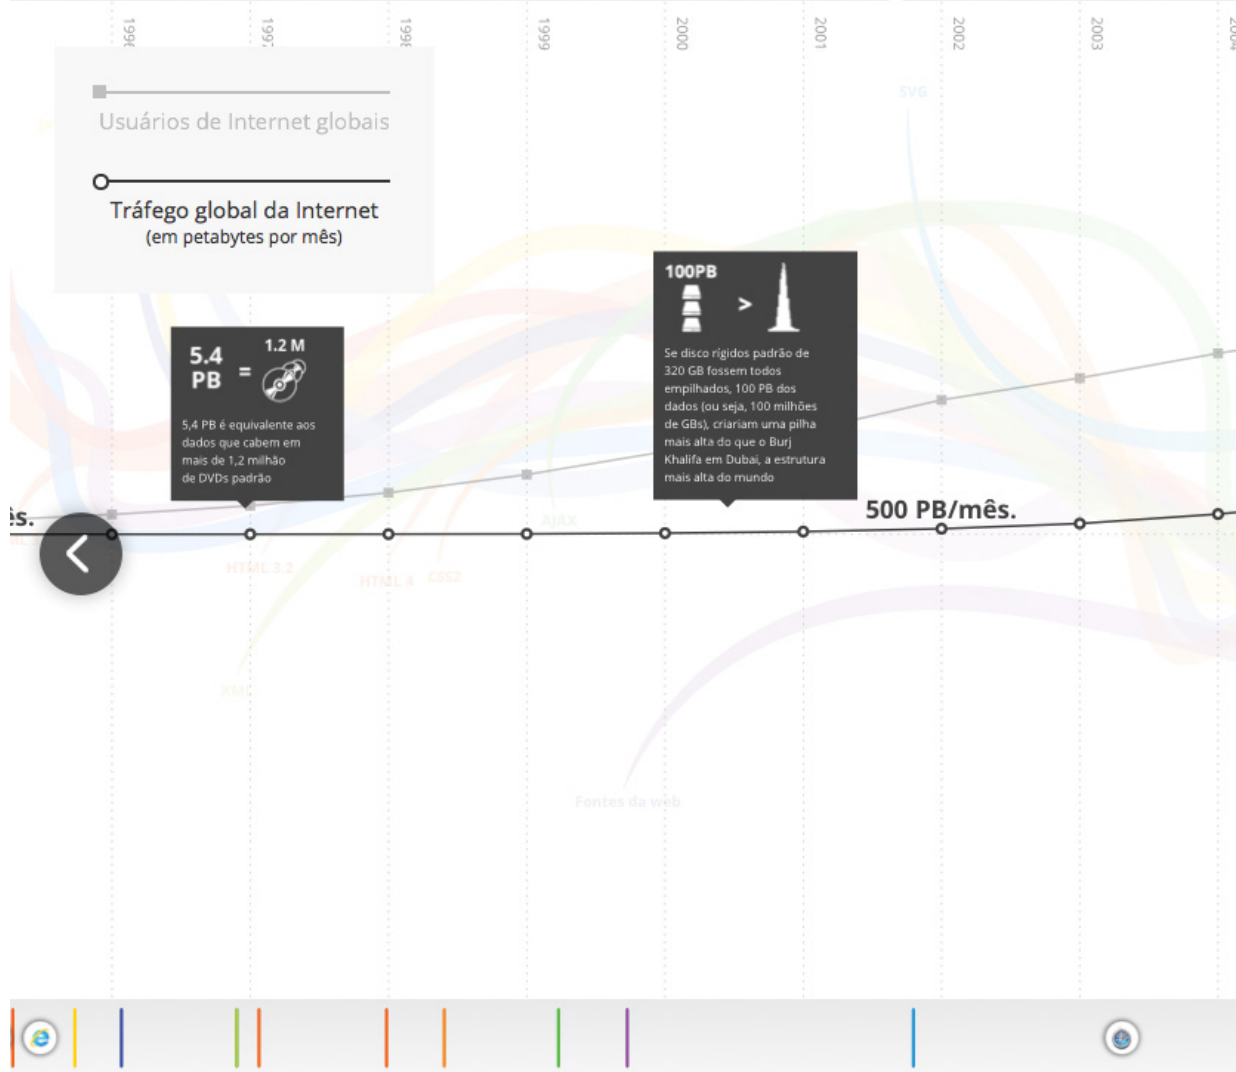 1996
1997
1998
1999
2000
2001
2002
2003
2004
SVG
Usuários de Internet globais
Tráfego global da Internet
(em petabytes por mês)
5.4
PB
=
1.2 M
5,4 PB é equivalente aos
dados que cabem em
mais de 1,2 milhão
de DVDs padrão
100PB
>
Se disco rígidos padrão de
320 GB fossem todos
empilhados, 100 PB dos
dados (ou seja, 100 milhões
de GBs), criariam uma pilha
mais alta do que o Burj
Khalifa em Dubai, a estrutura
mais alta do mundo
500 PB/mês.
AJAX
HTML 3.2
HTML 4
CSS2
XML
Fontes da web